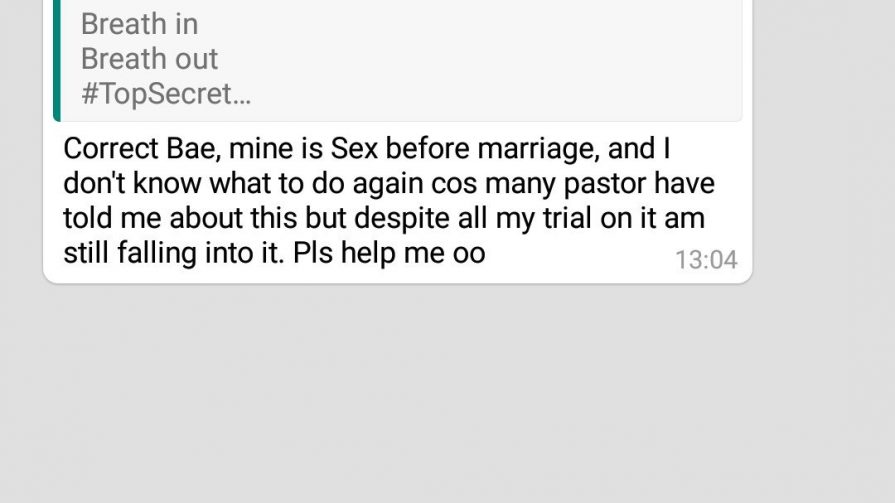 Breath in
Breath out
#TopSecret...
Correct Bae, mine is Sex before marriage, and I
don't know what to do again cos many pastor have
told me about this but despite all my trial on it am
still falling into it. Pls help me oo
13:04